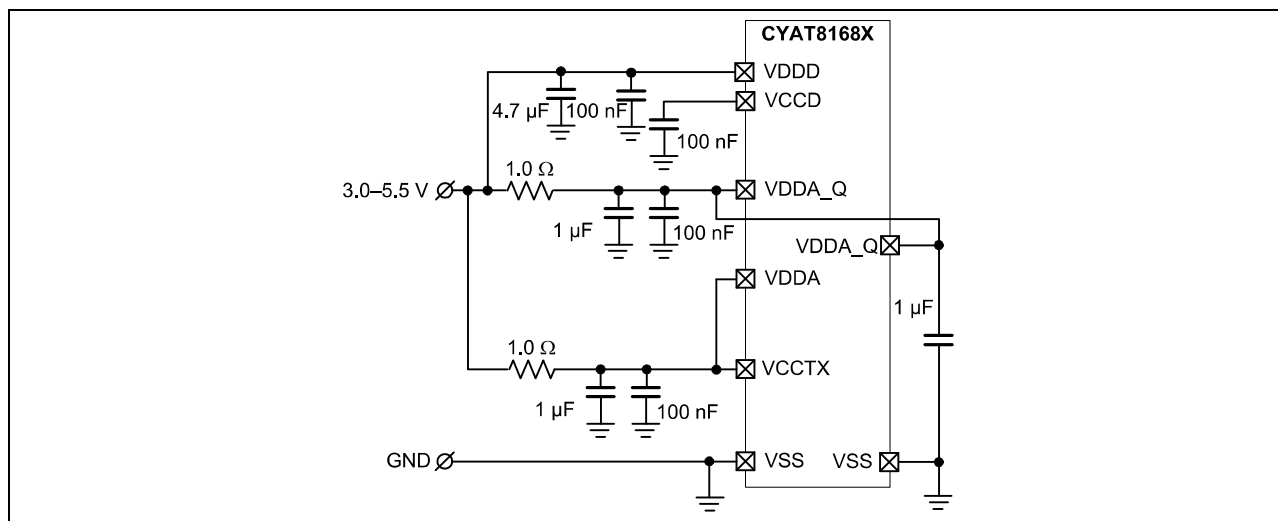 CYAT8168X
VDDD
4.7 µF
100 nF
VCCD
100 nF
1.0 Ω
3.0–5.5 V
VDDA_Q
1 µF
100 nF
VDDA_Q
VDDA
1 µF
1.0 Ω
VCCTX
1 µF
100 nF
GND
VSS
VSS